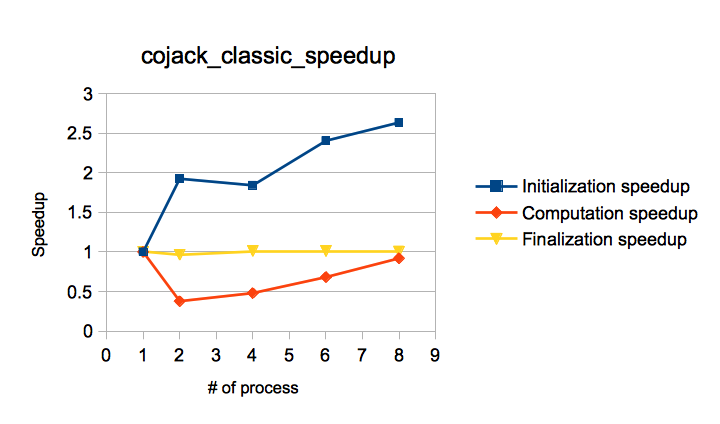 cojack_classic_speedup
3
2.5
2
1.5
1
0.5
0
Speedup
0 1 2 3 4 5 6 7 8 9
# of process
Initialization speedup
Computation speedup
Finalization speedup